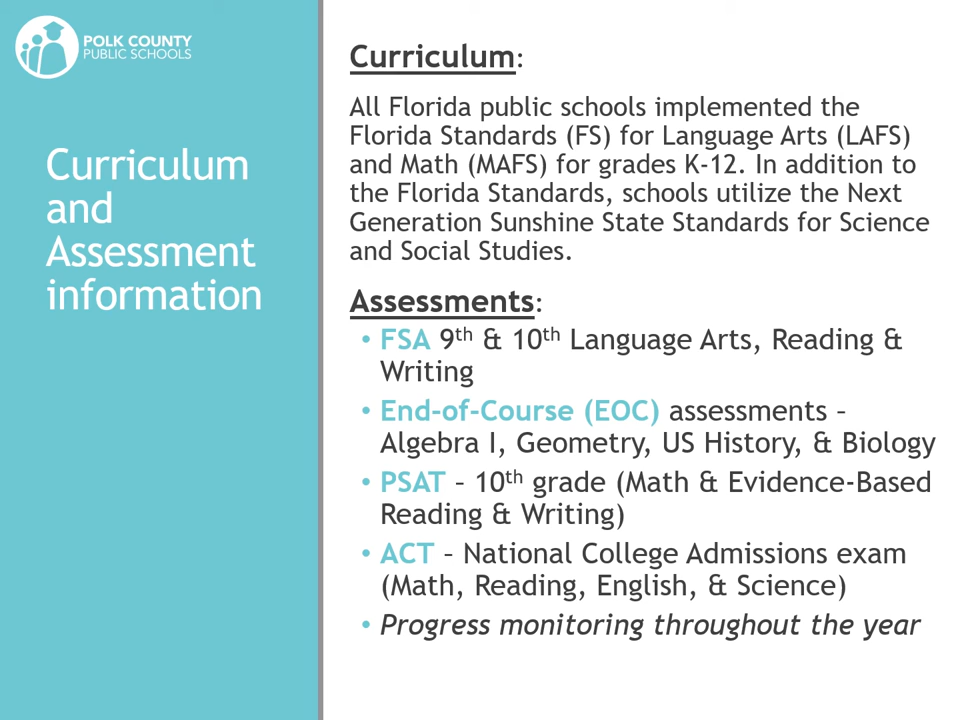 POLK COUNTY
PUBLIC SCHOOLS
Curriculum
and
Assessment
information
Curriculum:
All Florida public schools implemented the
Florida Standards (FS) for Language Arts (LAFS)
and Math (MAFS) for grades K-12. In addition to
the Florida Standards, schools utilize the Next
Generation Sunshine State Standards for Science
and Social Studies.
Assessments:
• FSA 9th & 10th Language Arts, Reading &
Writing
• End-of-Course (EOC) assessments –
Algebra I, Geometry, US History, & Biology
• PSAT – 10th grade (Math & Evidence-Based
Reading & Writing)
• ACT – National College Admissions exam
(Math, Reading, English, & Science)
• Progress monitoring throughout the year